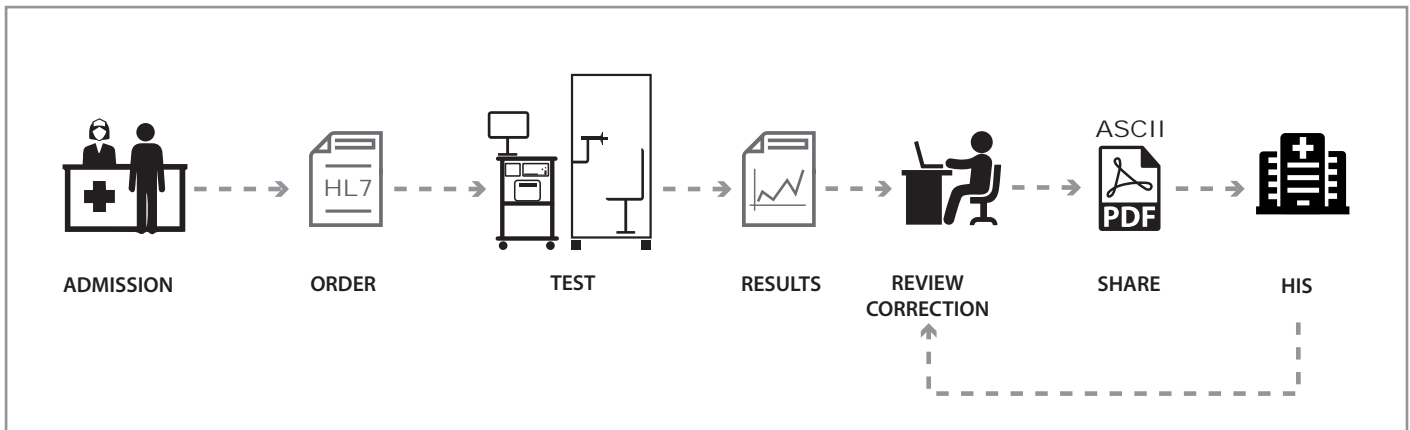 ASCII
HL7
PDF
ADMISSION
ORDER
TEST
RESULTS
REVIEW
CORRECTION
SHARE
HIS